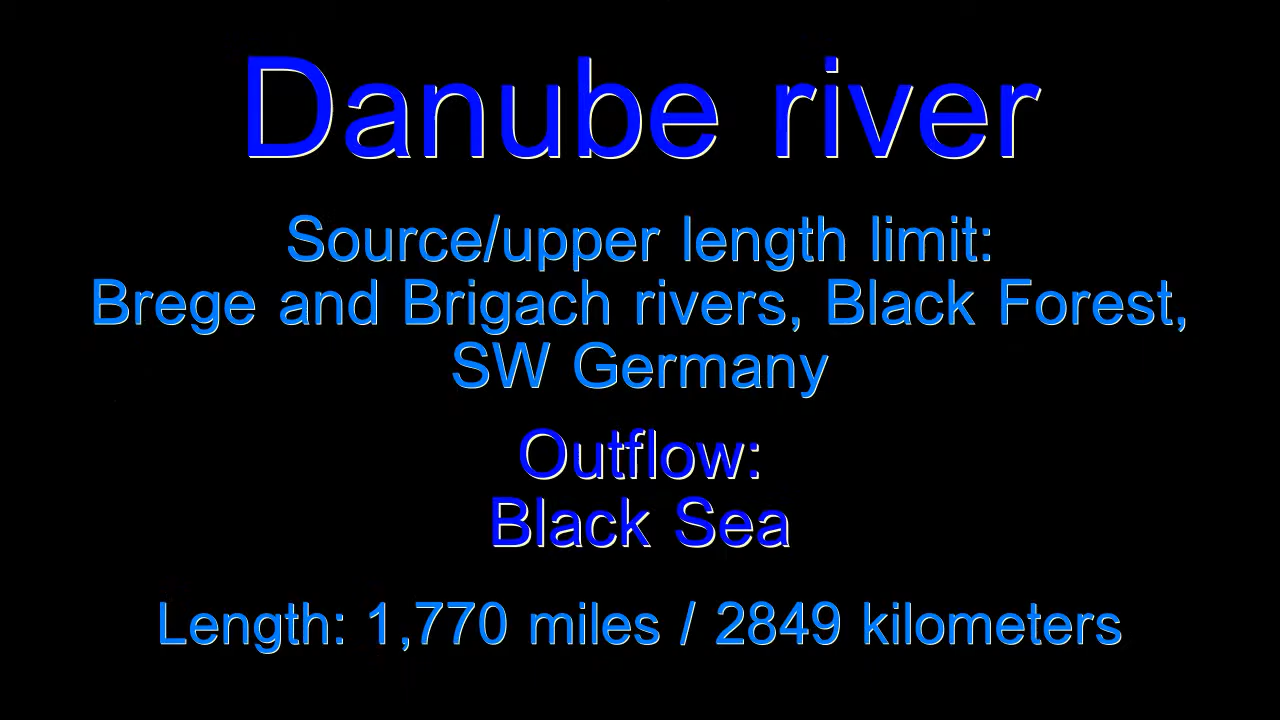 Danube river
Source/upper length limit:
Brege and Brigach rivers, Black Forest,
SW Germany
Outflow:
Black Sea
Length: 1,770 miles / 2849 kilometers